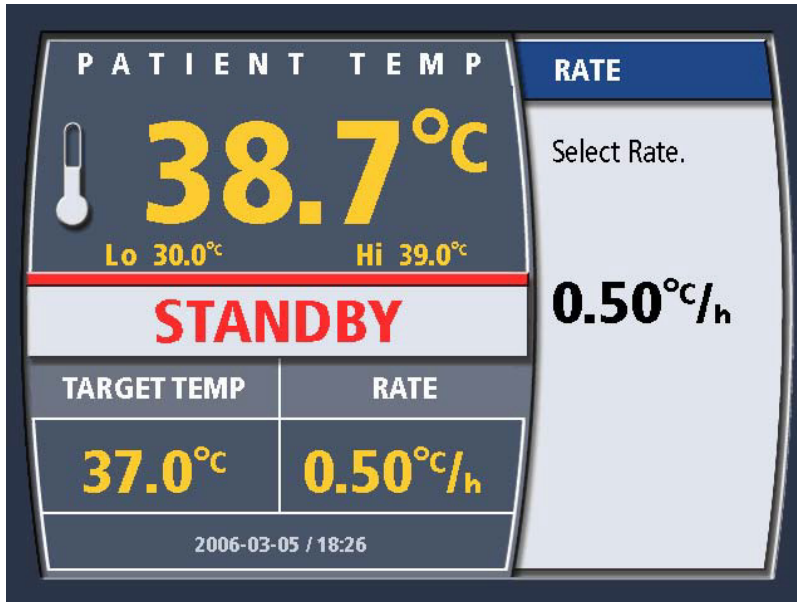 PATIENT TEMP
38.7°C
Lo 30.0°C Hi 39.0°C
STANDBY
TARGET TEMP RATE
37.0°C 0.50°C/h
2006-03-05 / 18:26
RATE
Select Rate.
0.50°C/h